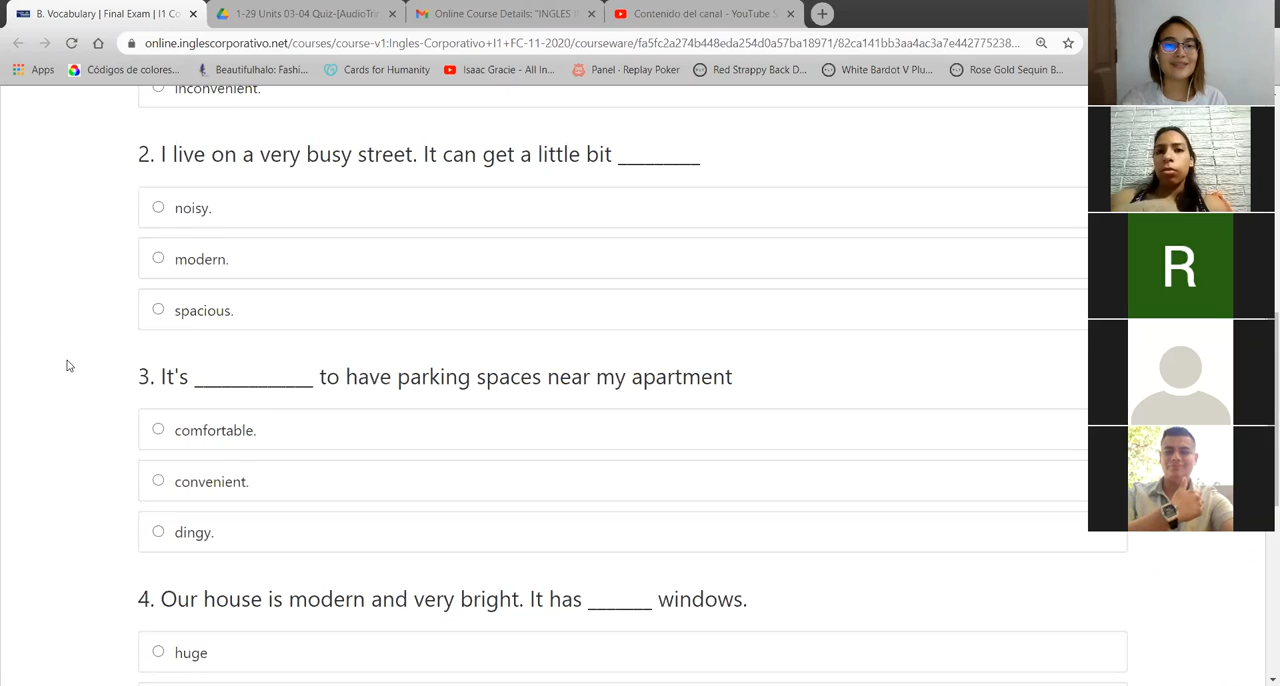 B. Vocabulary | Final Exam | I1 Co
1-29 Units 03-04 Quiz-[AudioTri
Online Course Details: "INGLES I
Contenido del canal - YouTube S
online.inglescorporativo.net/courses/course-v1:Ingles-Corporativo+I1+FC-11-2020/courseware/fa5fc2a274b448eda254d0a57ba18971/82ca141bb3aa4ac3a7e442775238...
Apps
Códigos de colores...
Beautifulhalo: Fashi...
Cards for Humanity
Isaac Gracie - All In...
Panel · Replay Poker
Red Strappy Back D...
White Bardot V Plu...
Rose Gold Sequin B...
inconvenient.
2. I live on a very busy street. It can get a little bit ________
noisy.
modern.
spacious.
3. It's ____________ to have parking spaces near my apartment
comfortable.
convenient.
dingy.
4. Our house is modern and very bright. It has ______ windows.
huge
R